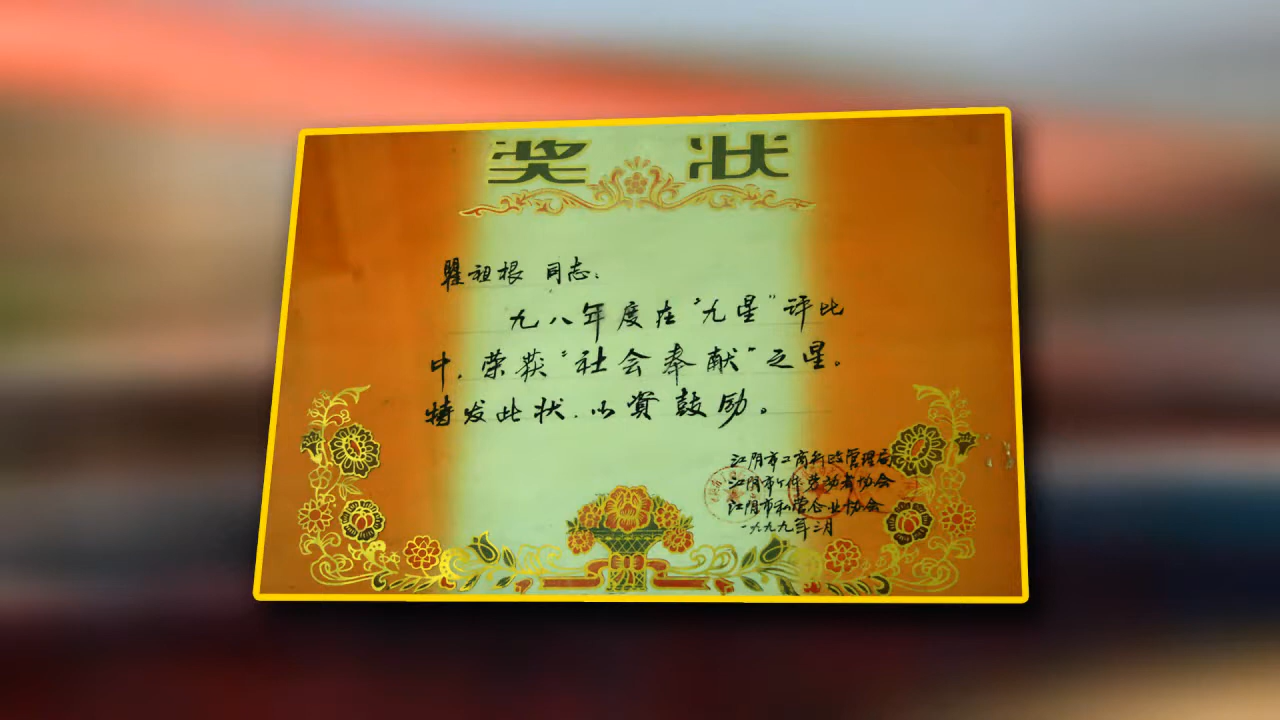 奖 状
瞿祖根 同志:
九八年度在"九星"评比
中,荣获"社会奉献"之星。
特发此状,以资鼓励。
江阴市工商行政管理局
江阴市个体劳动者协会
江阴市私营企业协会
一九九九年三月